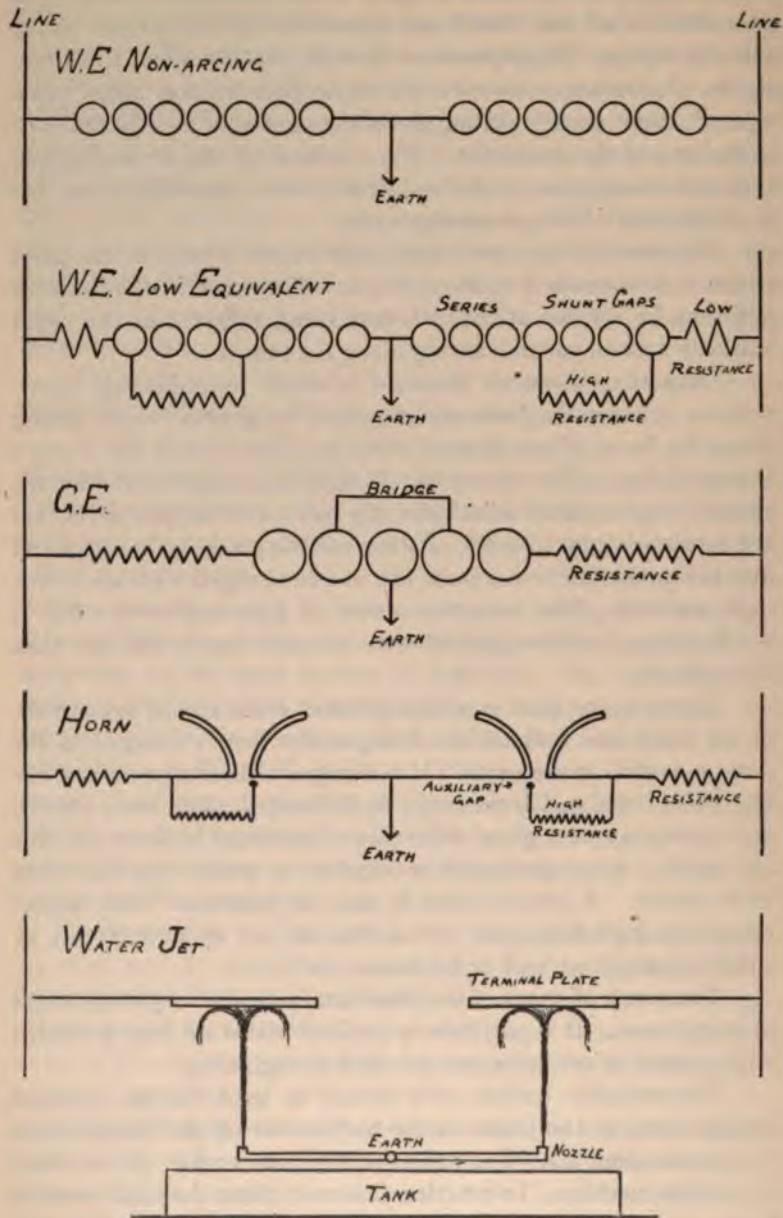 LINE LINE
W.E NON-ARCING
EARTH
W.E. LOW EQUIVALENT SERIES SHUNT GAPS LOW
RESISTANCE
HIGH
RESISTANCE
EARTH
G.E. BRIDGE
RESISTANCE
EARTH
HORN
AUXILIARY
GAP
HIGH
RESISTANCE
RESISTANCE
EARTH
WATER JET
TERMINAL PLATE
EARTH
NOZZLE
TANK